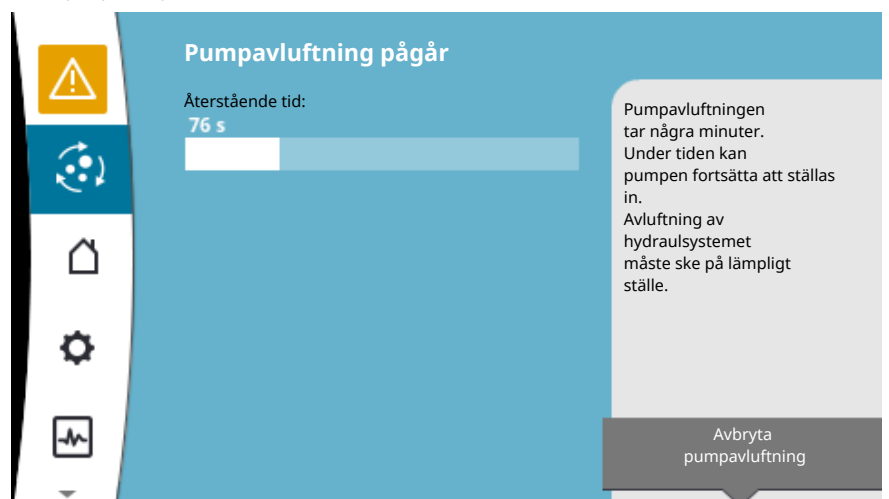 Pumpavluftning pågår
Återstående tid:
76 s
Pumpavluftningen
tar några minuter.
Under tiden kan
pumpen fortsätta att ställas
in.
Avluftning av
hydraulsystemet
måste ske på lämpligt
ställe.
Avbryta
pumpavluftning